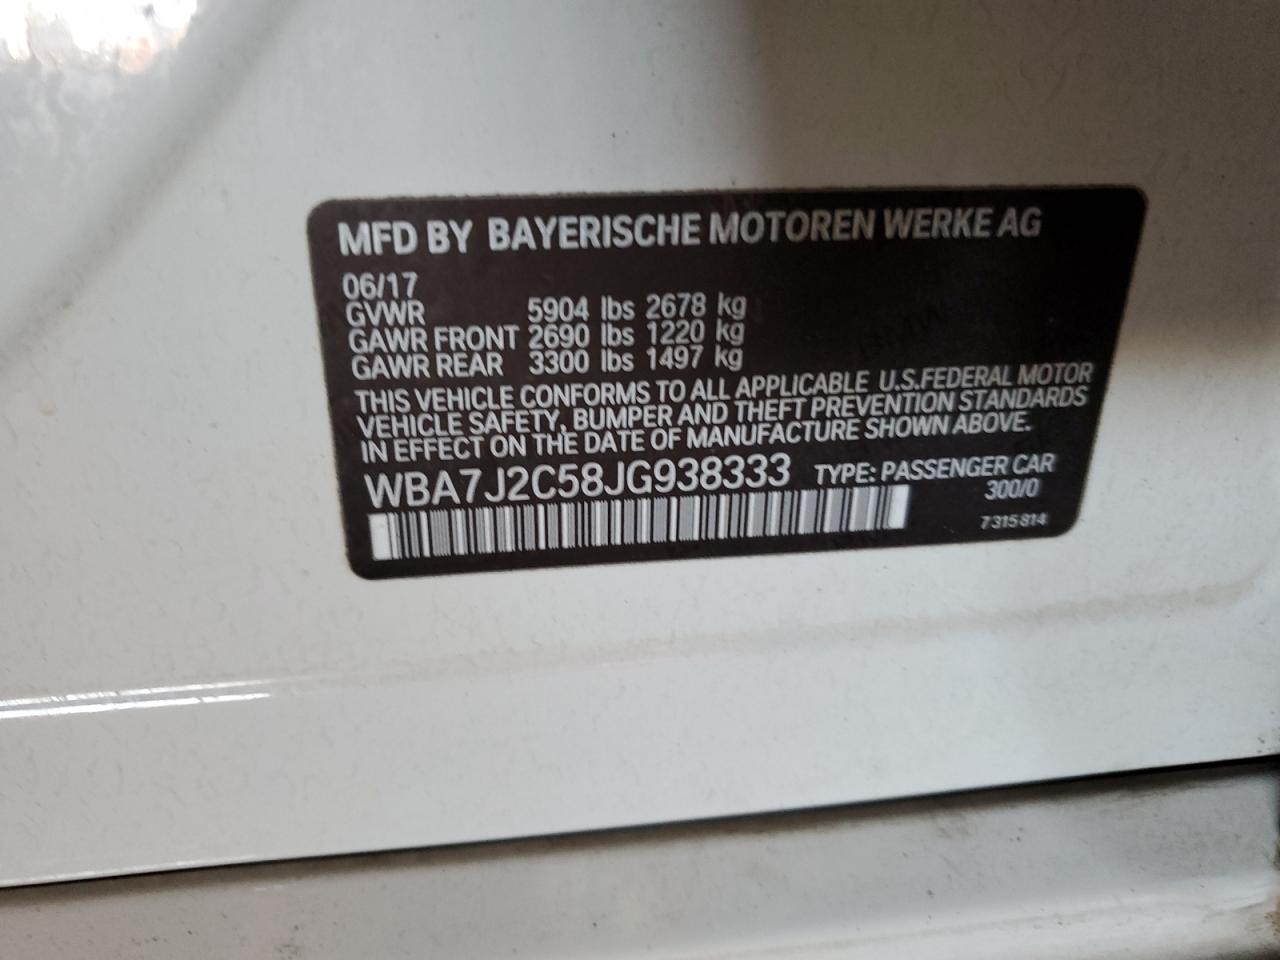 MFD BY BAYERISCHE MOTOREN WERKE AG
06/17
GVWR 5904 lbs 2678 kg
GAWR FRONT 2690 lbs 1220 kg
GAWR REAR 3300 lbs 1497 kg
THIS VEHICLE CONFORMS TO ALL APPLICABLE U.S.FEDERAL MOTOR
VEHICLE SAFETY, BUMPER AND THEFT PREVENTION STANDARDS
IN EFFECT ON THE DATE OF MANUFACTURE SHOWN ABOVE.
WBA7J2C58JG938333 TYPE: PASSENGER CAR
300/0
7315814